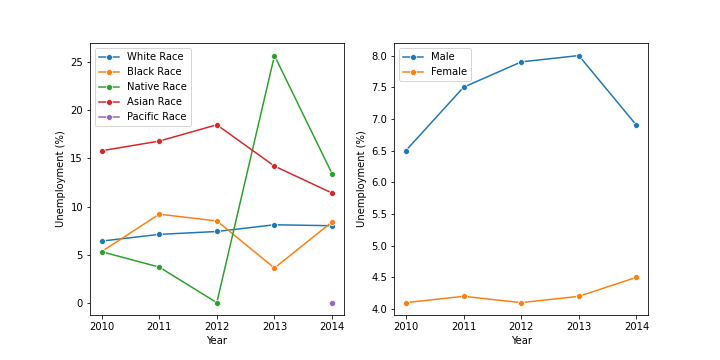 White Race
Black Race
Native Race
Asian Race
Pacific Race
25
20
15
10
5
0
Unemployment (%)
2010 2011 2012 2013 2014
Year
Male
Female
8.0
7.5
7.0
6.5
6.0
5.5
5.0
4.5
4.0
Unemployment (%)
2010 2011 2012 2013 2014
Year